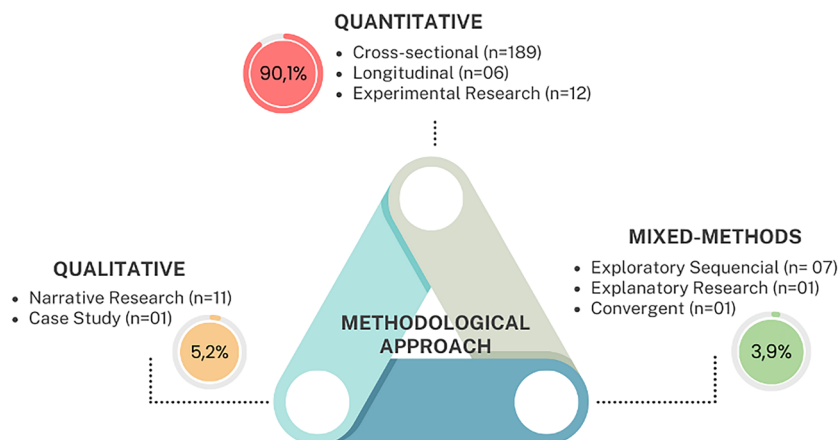 QUANTITATIVE
• Cross-sectional (n=189)
• Longitudinal (n=06)
• Experimental Research (n=12)
90,1%
QUALITATIVE
• Narrative Research (n=11)
• Case Study (n=01)
5,2%
MIXED-METHODS
• Exploratory Sequencial (n= 07)
• Explanatory Research (n=01)
• Convergent (n=01)
3,9%
METHODOLOGICAL
APPROACH